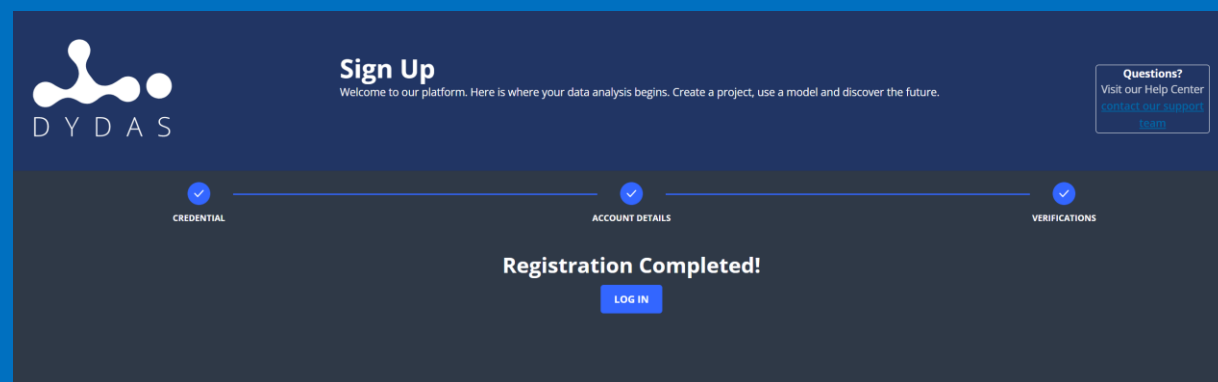 DYDAS
Sign Up
Welcome to our platform. Here is where your data analysis begins. Create a project, use a model and discover the future.
Questions?
Visit our Help Center
contact our support
team
CREDENTIAL
ACCOUNT DETAILS
VERIFICATIONS
Registration Completed!
LOG IN